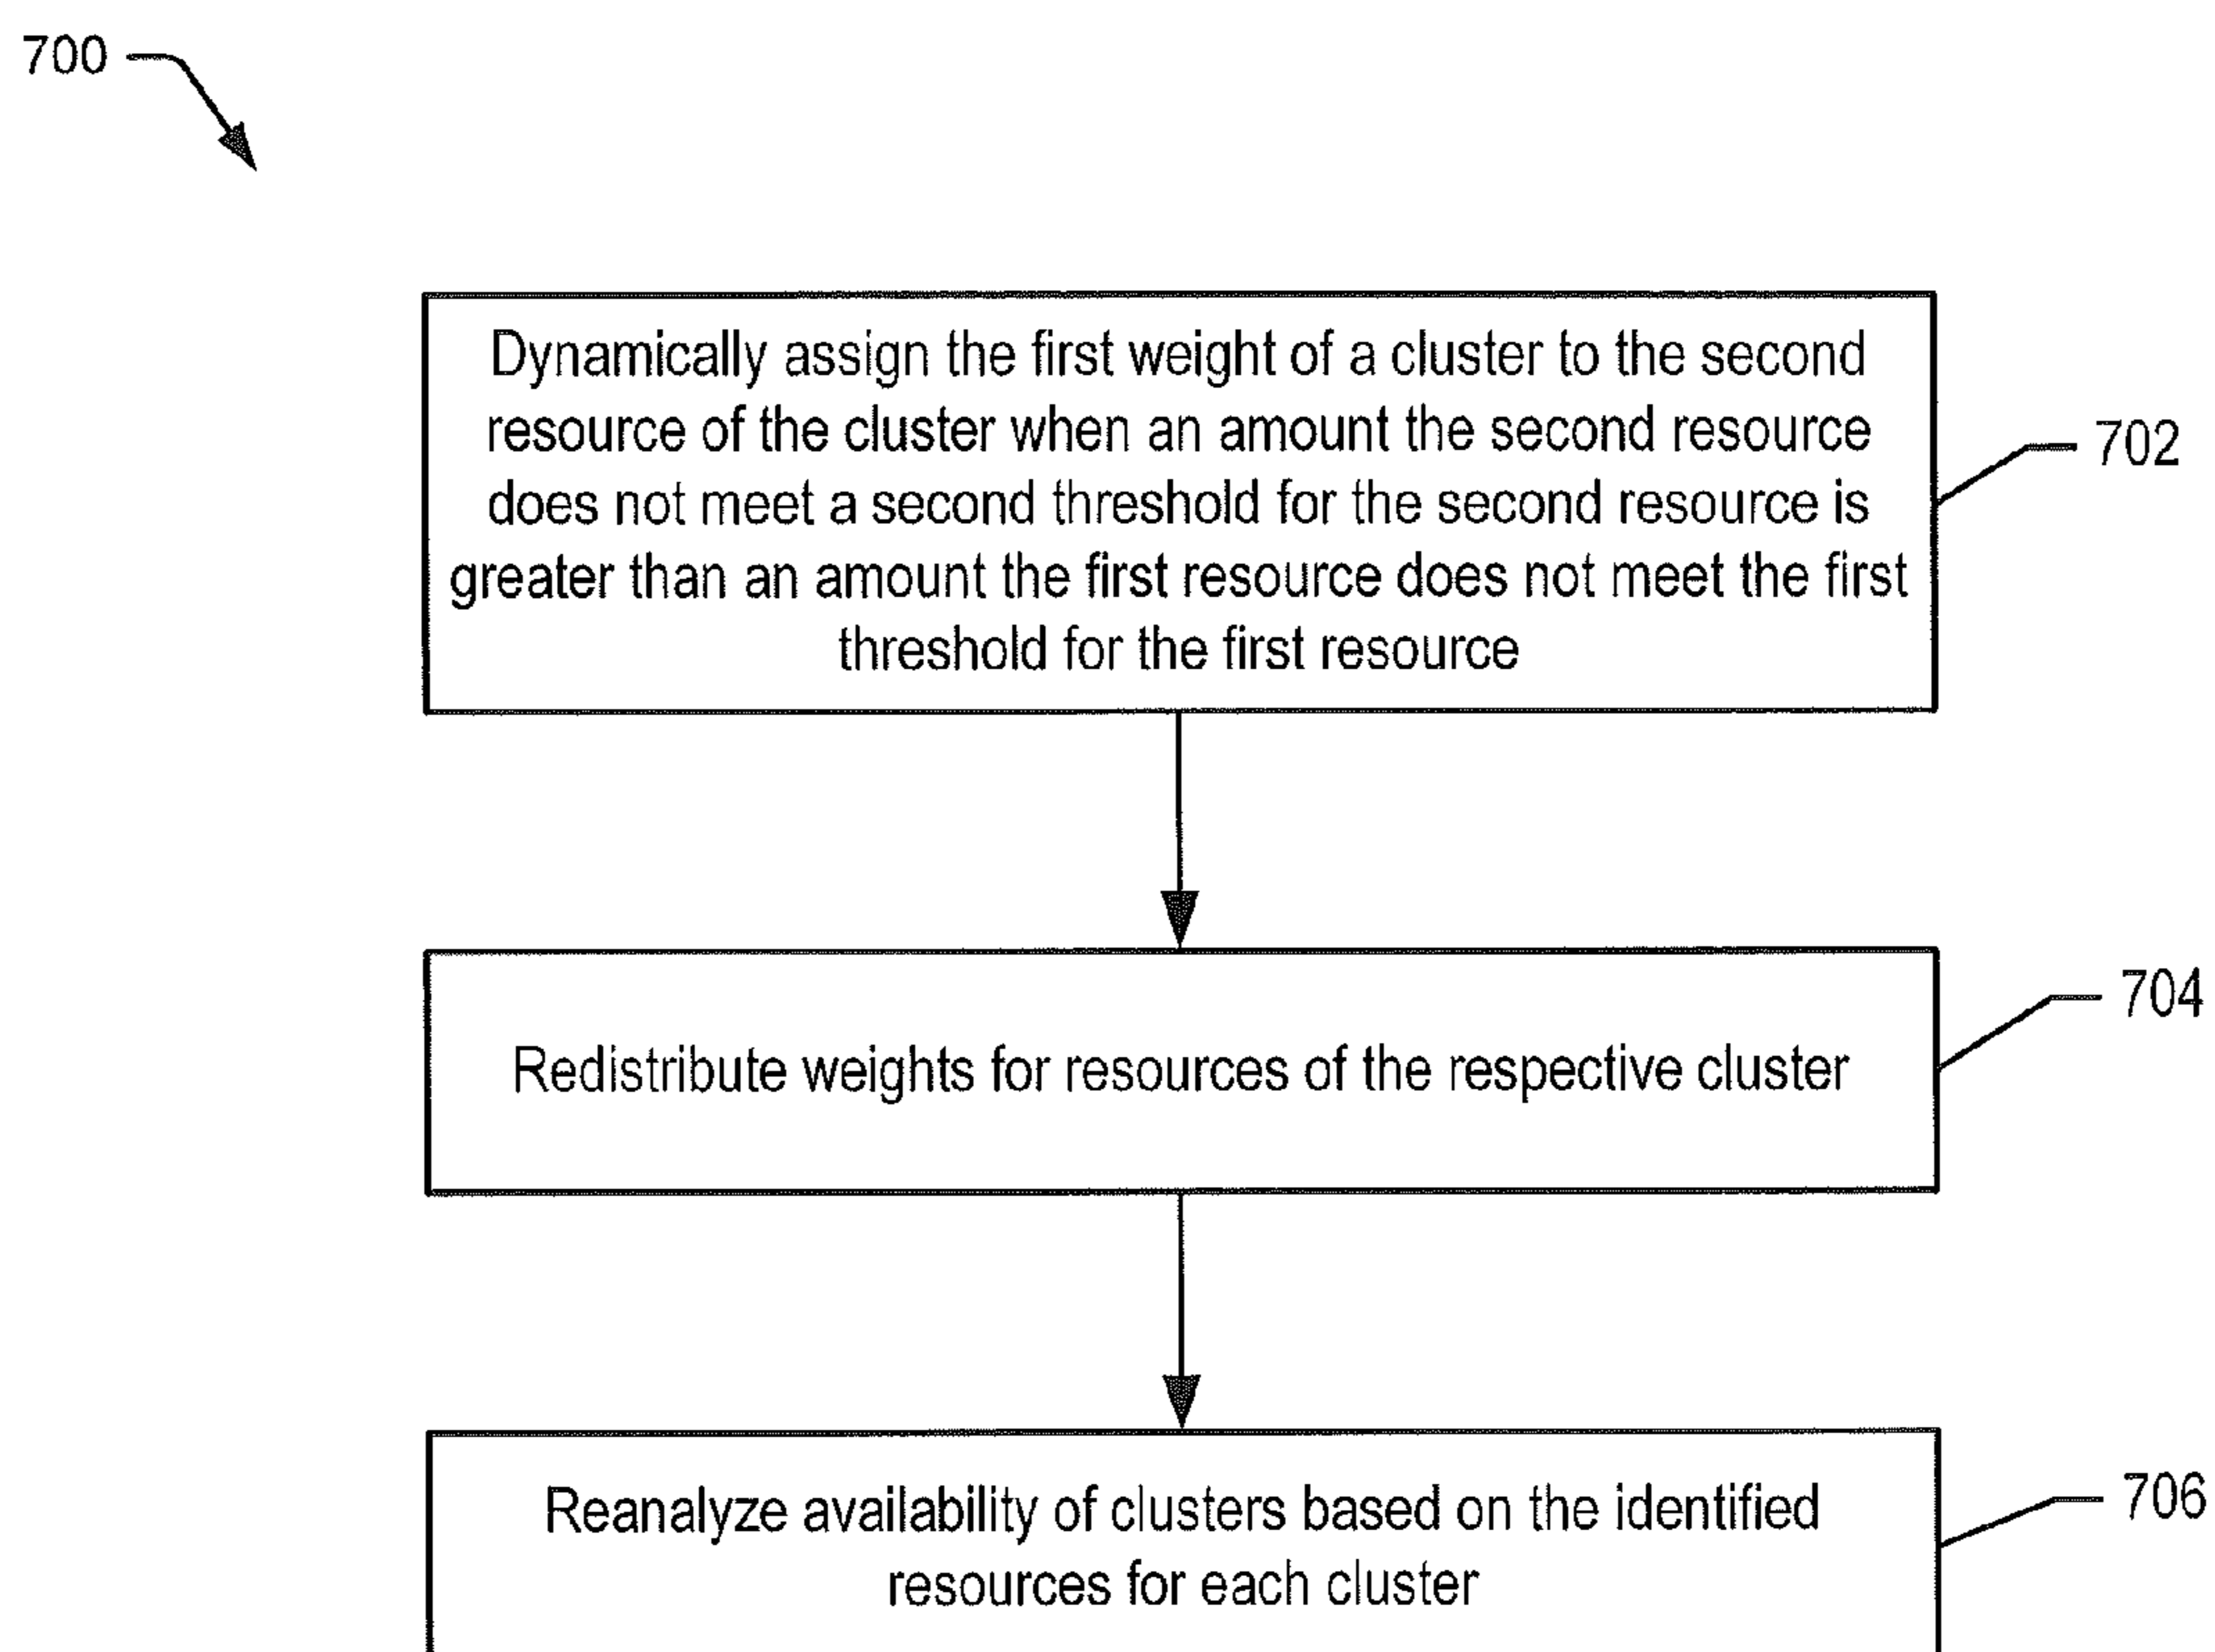 700
Dynamically assign the first weight of a cluster to the second
resource of the cluster when an amount the second resource
does not meet a second threshold for the second resource is
greater than an amount the first resource does not meet the first
threshold for the first resource
702
Redistribute weights for resources of the respective cluster
704
Reanalyze availability of clusters based on the identified
resources for each cluster
706